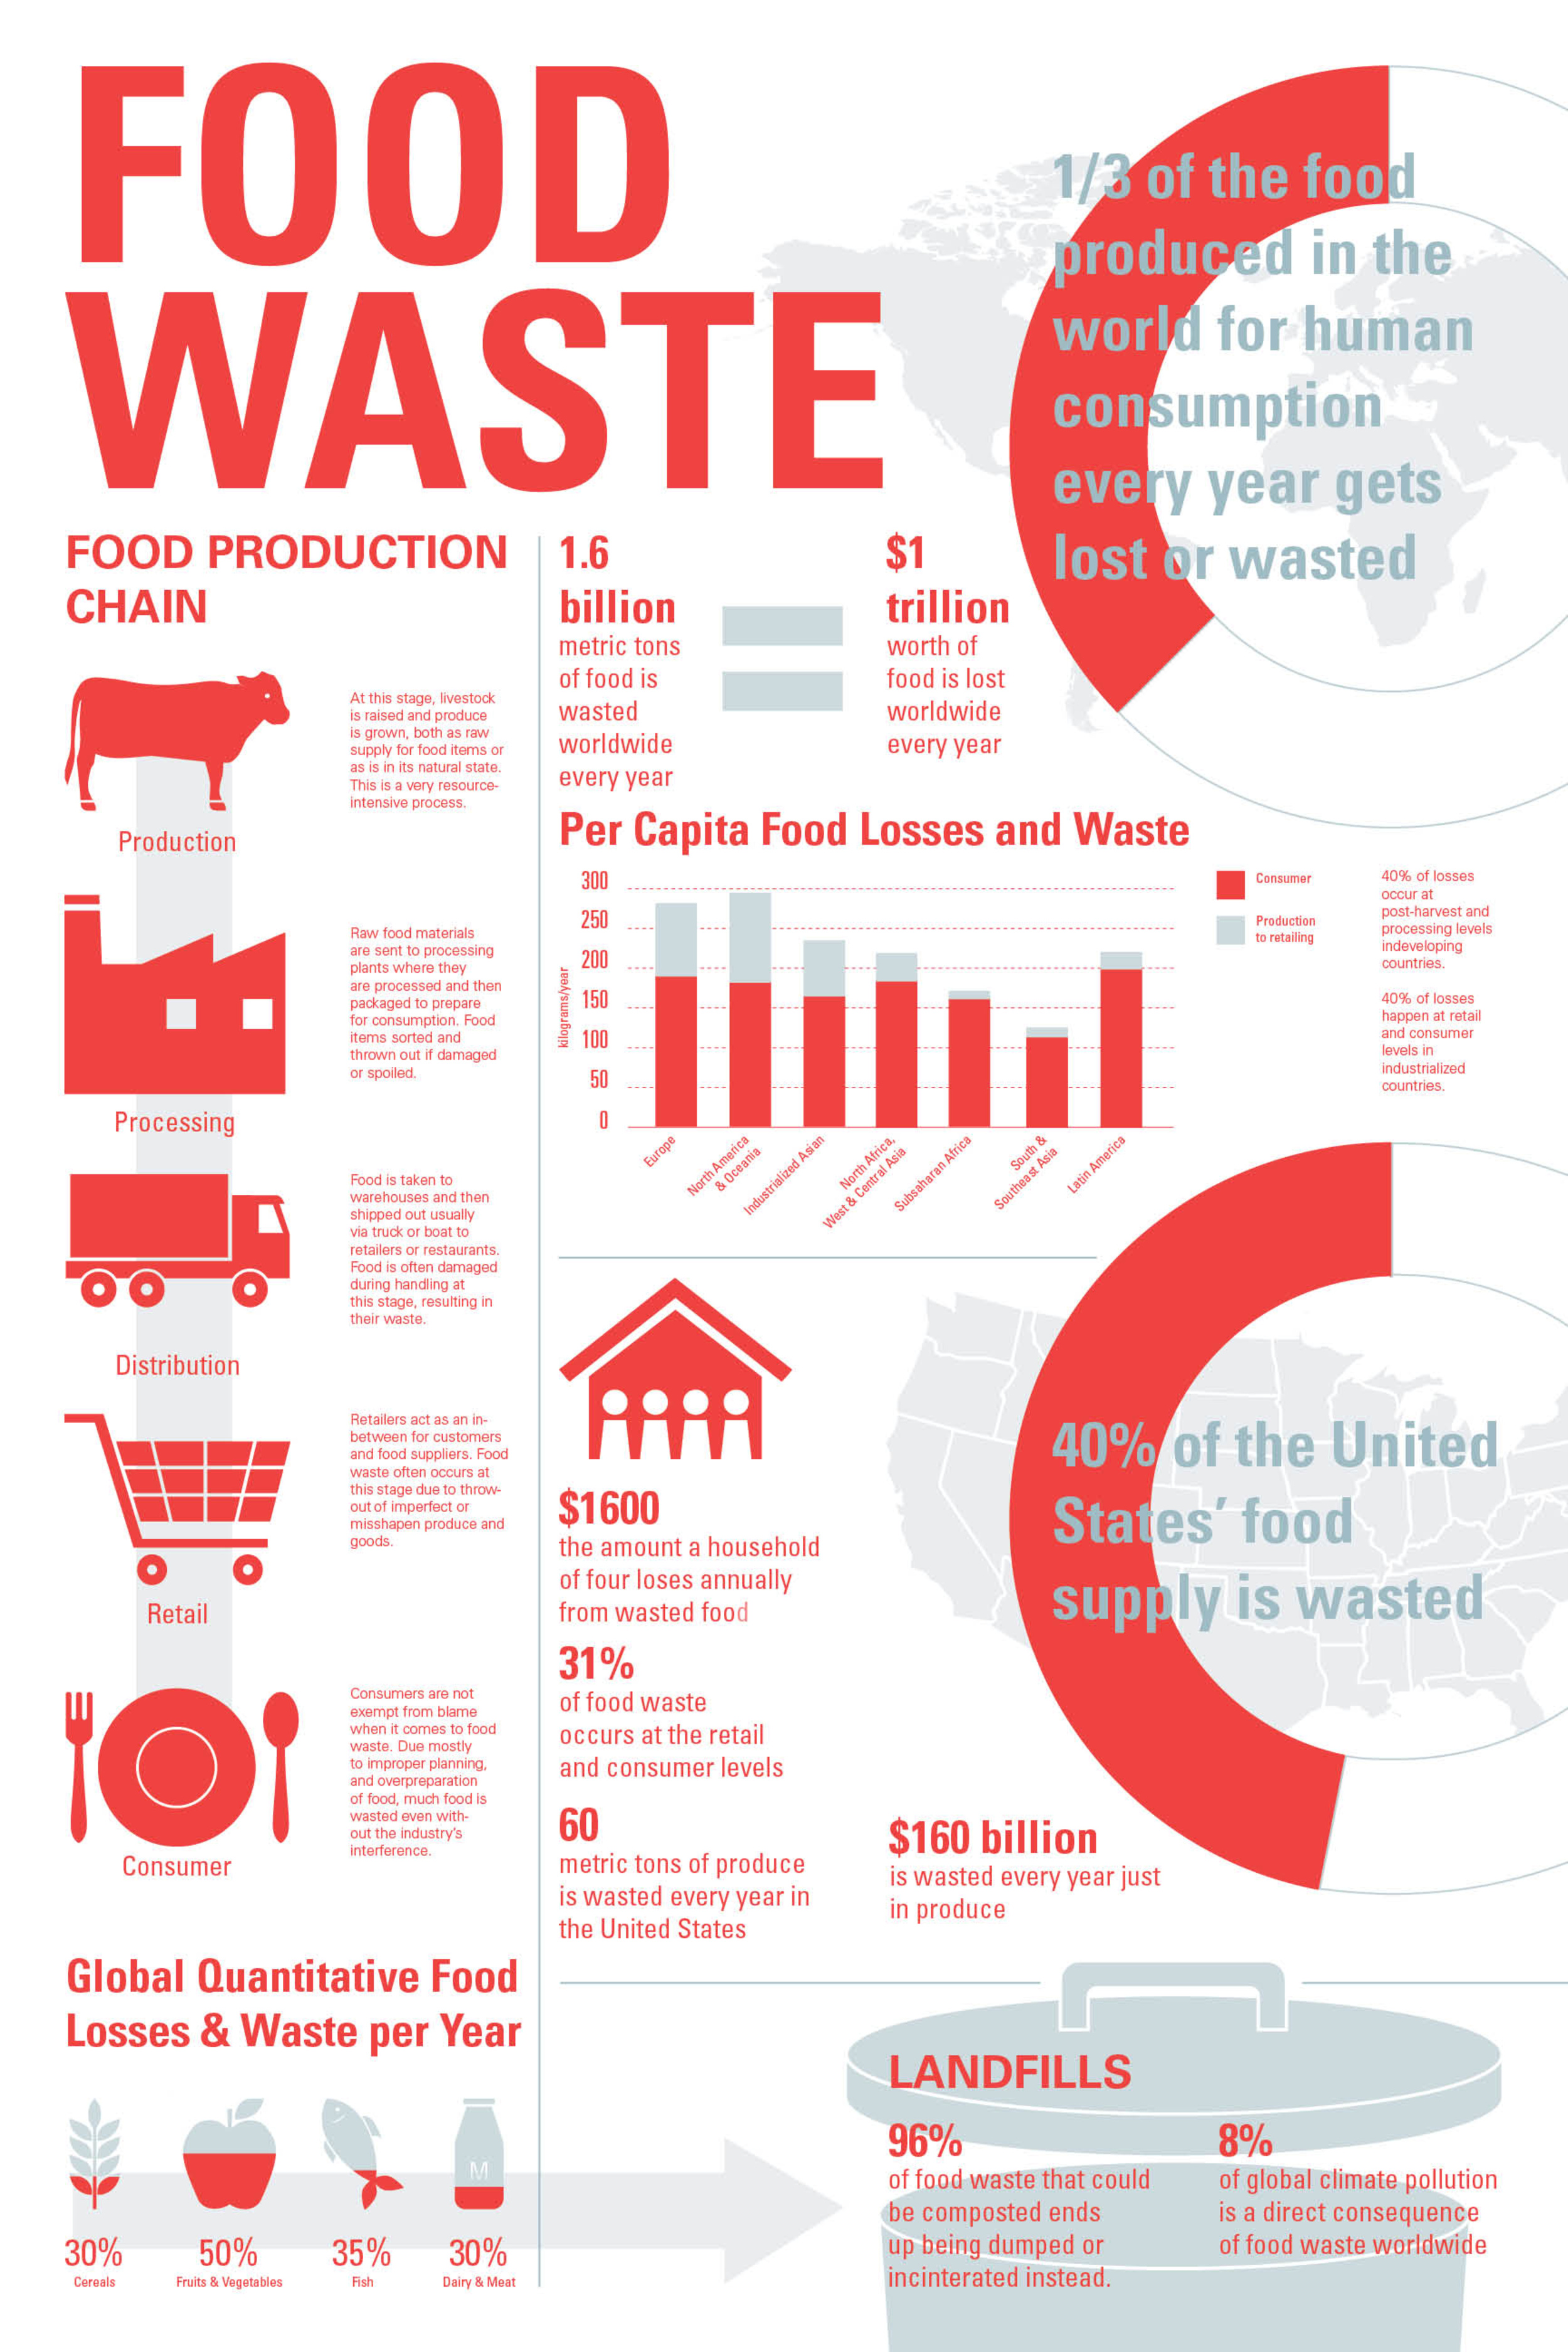 FOOD
WASTE
1/3 of the food
produced in the
world for human
consumption
every year gets
lost or wasted
FOOD PRODUCTION
CHAIN
At this stage, livestock
is raised and produce
is grown, both as raw
supply for food items or
as is in its natural state.
This is a very resource-
intensive process.
Production
Raw food materials
are sent to processing
plants where they
are processed and then
packaged to prepare
for consumption. Food
items sorted and
thrown out if damaged
or spoiled.
Processing
Food is taken to
warehouses and then
shipped out usually
via truck or boat to
retailers or restaurants.
Food is often damaged
during handling at
this stage, resulting in
their waste.
Distribution
Retailers act as an in-
between for customers
and food suppliers. Food
waste often occurs at
this stage due to throw-
out of imperfect or
misshapen produce and
goods.
Retail
Consumers are not
exempt from blame
when it comes to food
waste. Due mostly
to improper planning,
and overpreparation
of food, much food is
wasted even with-
out the industry's
interference.
Consumer
Global Quantitative Food
Losses & Waste per Year
M
30%
Cereals
50%
Fruits & Vegetables
35%
Fish
30%
Dairy & Meat
1.6
billion
metric tons
of food is
wasted
worldwide
every year
$1
trillion
worth of
food is lost
worldwide
every year
Per Capita Food Losses and Waste
kilograms/year
300
250
200
150
100
50
0
Europe
North America
& Oceania
Industrialized Asian
North Africa,
West & Central Asia
Subsaharan Africa
South &
Southeast Asia
Latin America
Consumer
Production
to retailing
40% of losses
occur at
post-harvest and
processing levels
indeveloping
countries.
40% of losses
happen at retail
and consumer
levels in
industrialized
countries.
$1600
the amount a household
of four loses annually
from wasted food
31%
of food waste
occurs at the retail
and consumer levels
60
metric tons of produce
is wasted every year in
the United States
40% of the United
States' food
supply is wasted
$160 billion
is wasted every year just
in produce
LANDFILLS
96%
of food waste that could
be composted ends
up being dumped or
incinterated instead.
8%
of global climate pollution
is a direct consequence
of food waste worldwide